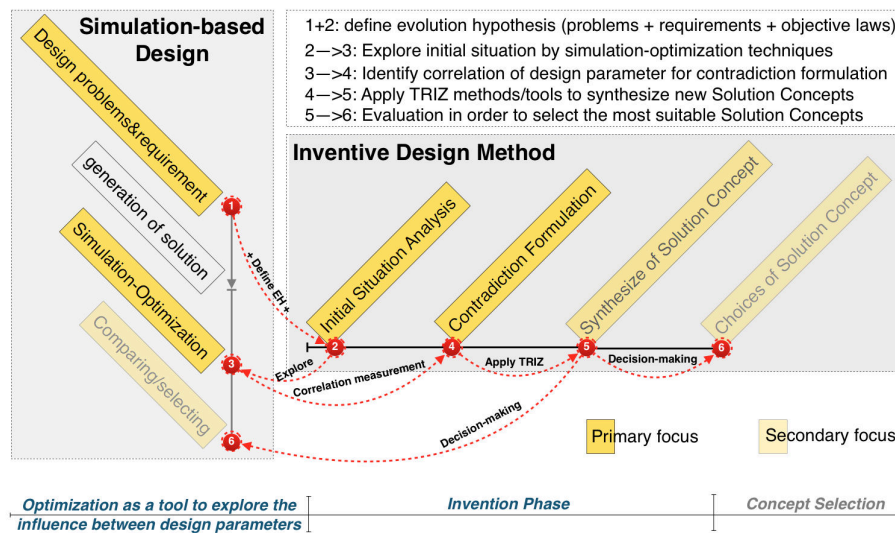 Simulation-based
Design
1+2: define evolution hypothesis (problems + requirements + objective laws)
2—>3: Explore initial situation by simulation-optimization techniques
3—>4: Identify correlation of design parameter for contradiction formulation
4—>5: Apply TRIZ methods/tools to synthesize new Solution Concepts
5—>6: Evaluation in order to select the most suitable Solution Concepts
Design problems&requirement
generation of solution
Simulation-Optimization
Comparing/selecting
1
3
6
Inventive Design Method
Initial Situation Analysis
Contradiction Formulation
Synthesize of Solution Concept
Choices of Solution Concept
2
4
5
6
+ Define EH +
Explore
Correlation measurement
Apply TRIZ
Decision-making
Decision-making
Primary focus
Secondary focus
Optimization as a tool to explore the
influence between design parameters
Invention Phase
Concept Selection